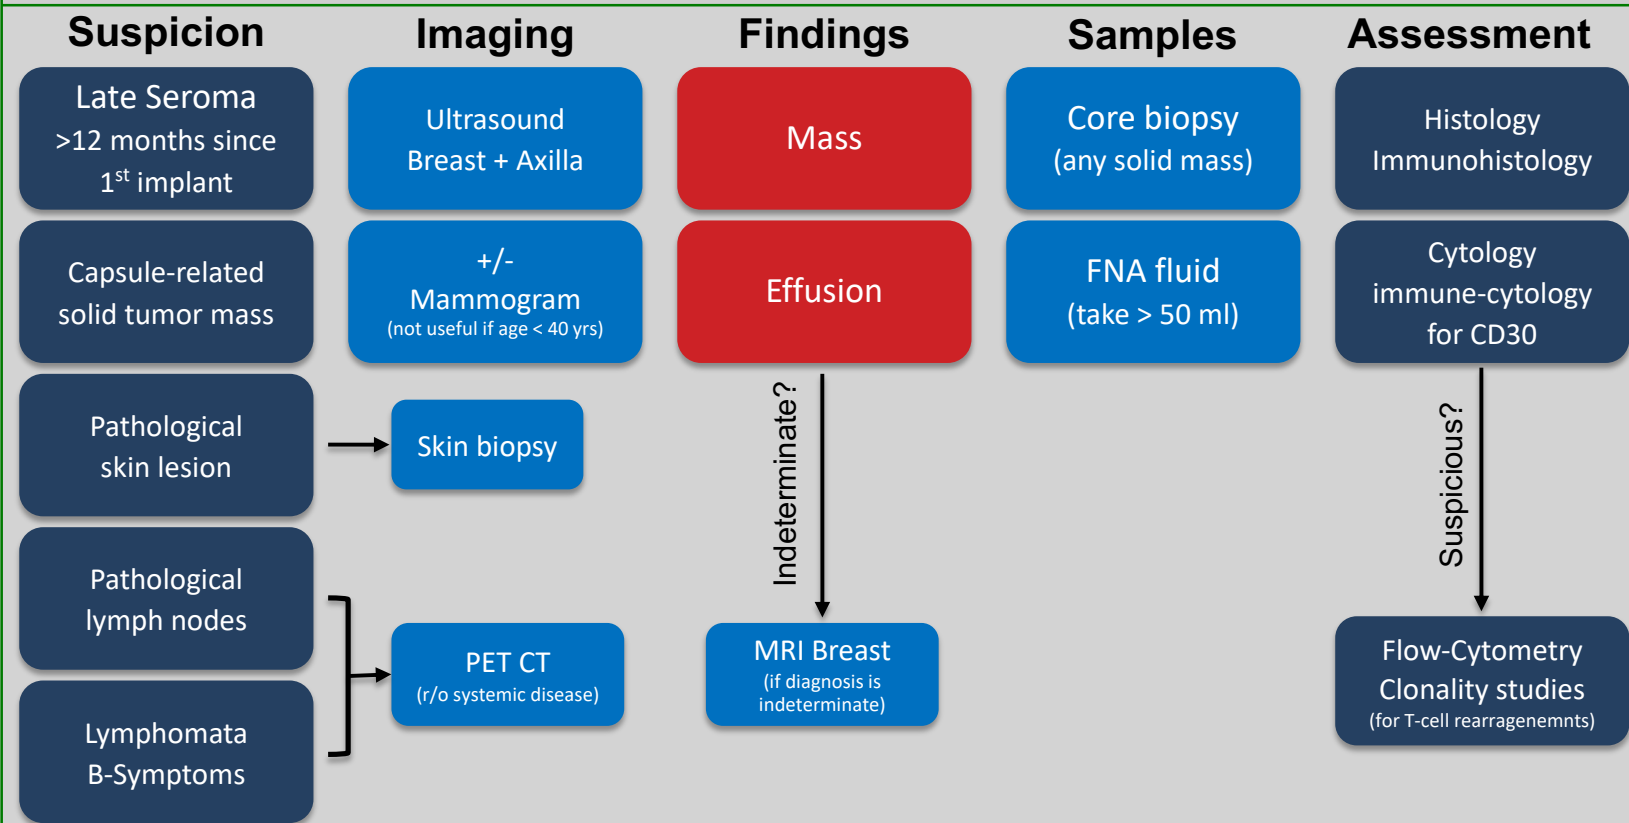 Suspicion
Imaging
Findings
Samples
Assessment
Late Seroma
>12 months since
1st implant
Ultrasound
Breast + Axilla
Mass
Core biopsy
(any solid mass)
Histology
Immunohistology
Capsule-related
solid tumor mass
+/-
Mammogram
(not useful if age < 40 yrs)
Effusion
FNA fluid
(take > 50 ml)
Cytology
immune-cytology
for CD30
Pathological
skin lesion
Skin biopsy
Indeterminate?
Suspicious?
Pathological
lymph nodes
Lymphomata
B-Symptoms
PET CT
(r/o systemic disease)
MRI Breast
(if diagnosis is
indeterminate)
Flow-Cytometry
Clonality studies
(for T-cell rearragenemnts)